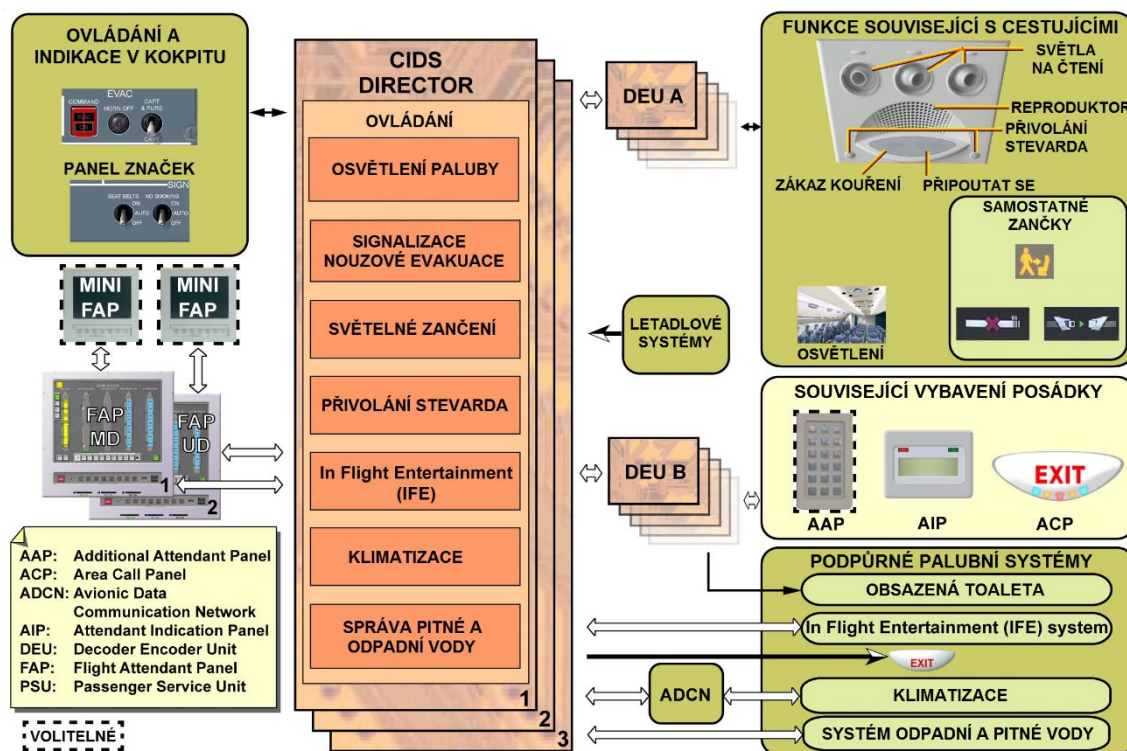 OVLÁDÁNÍ A
INDIKACE V KOKPITU
EVAC
COMMAND
HORN OFF
CAPT
& PURS
CAPT
PANEL ZNAČEK
SIGN
SEAT BELTS
NO SMOKING
ON
AUTO
OFF
ON
AUTO
OFF
MINI
FAP
MINI
FAP
FAP
MD
1
FAP
UD
2
AAP: Additional Attendant Panel
ACP: Area Call Panel
ADCN: Avionic Data
Communication Network
AIP: Attendant Indication Panel
DEU: Decoder Encoder Unit
FAP: Flight Attendant Panel
PSU: Passenger Service Unit
VOLITELNÉ
CIDS
DIRECTOR
OVLÁDÁNÍ
OSVĚTLENÍ PALUBY
SIGNALIZACE
NOUZOVÉ EVAKUACE
SVĚTELNÉ ZANČENÍ
PŘIVOLÁNÍ STEVARDA
In Flight Entertainment
(IFE)
KLIMATIZACE
SPRÁVA PITNÉ A
ODPADNÍ VODY
1
2
3
DEU A
LETADLOVÉ
SYSTÉMY
DEU B
ADCN
FUNKCE SOUVISEJÍCÍ S CESTUJÍCÍMI
SVĚTLA
NA ČTENÍ
REPRODUKTOR
PŘIVOLÁNÍ
STEVARDA
ZÁKAZ KOUŘENÍ
PŘIPOUTAT SE
SAMOSTATNÉ
ZANČKY
OSVĚTLENÍ
SOUVISEJÍCÍ VYBAVENÍ POSÁDKY
EXIT
AAP
AIP
ACP
PODPŮRNÉ PALUBNÍ SYSTÉMY
OBSAZENÁ TOALETA
In Flight Entertainment (IFE) system
EXIT
KLIMATIZACE
SYSTÉM ODPADNÍ A PITNÉ VODY